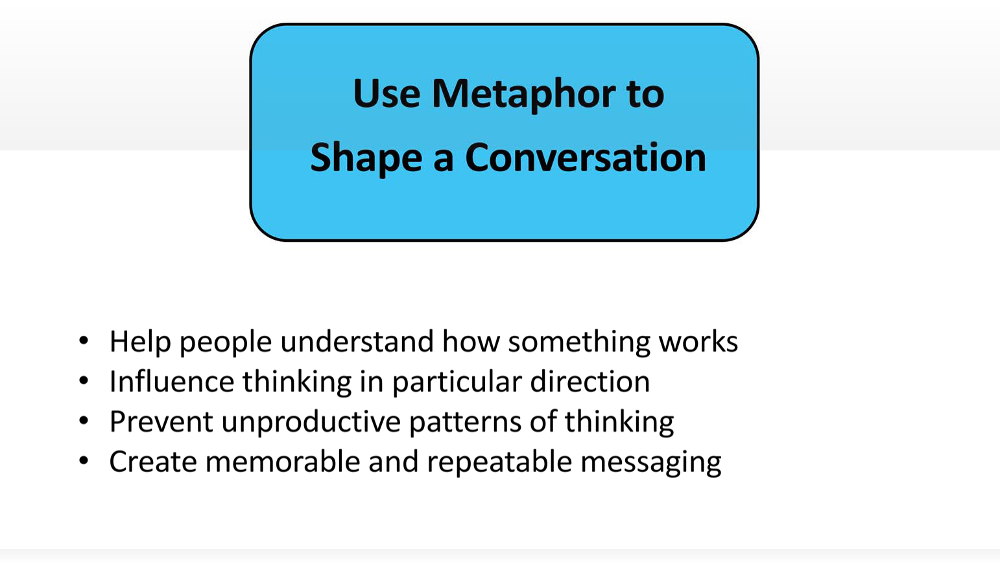 Use Metaphor to
Shape a Conversation
• Help people understand how something works
• Influence thinking in particular direction
• Prevent unproductive patterns of thinking
• Create memorable and repeatable messaging